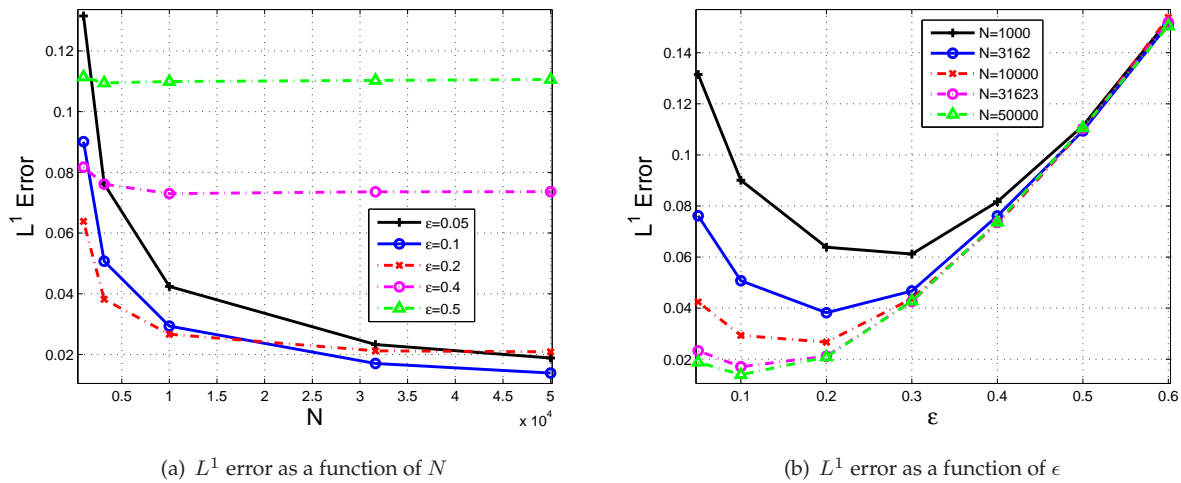 L¹ Error
0.12
0.1
0.08
0.06
0.04
0.02
0.5
1
1.5
2
2.5
3
3.5
4
4.5
5
x 10⁴
N
ε=0.05
ε=0.1
ε=0.2
ε=0.4
ε=0.5
(a) L¹ error as a function of N
L¹ Error
0.14
0.12
0.1
0.08
0.06
0.04
0.02
0.1
0.2
0.3
0.4
0.5
0.6
ε
N=1000
N=3162
N=10000
N=31623
N=50000
(b) L¹ error as a function of ϵ